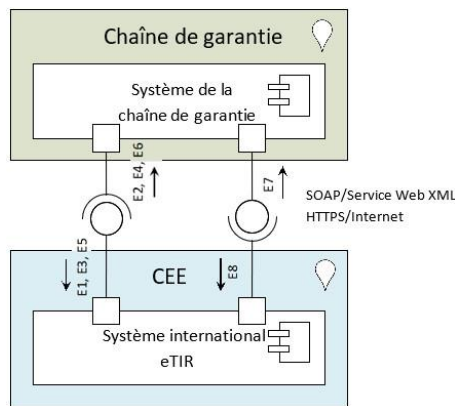 Chaîne de garantie
Système de la
chaîne de garantie
E2, E4, E6
E7
SOAP/Service Web XML
HTTPS/Internet
E1, E3, E5
CEE
E8
Système international
eTIR